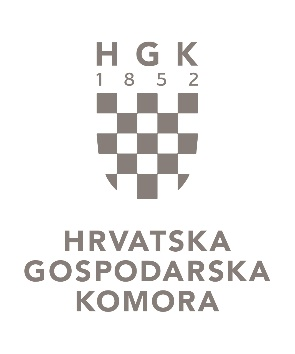 HGK
1852
HRVATSKA
GOSPODARSKA
KOMORA